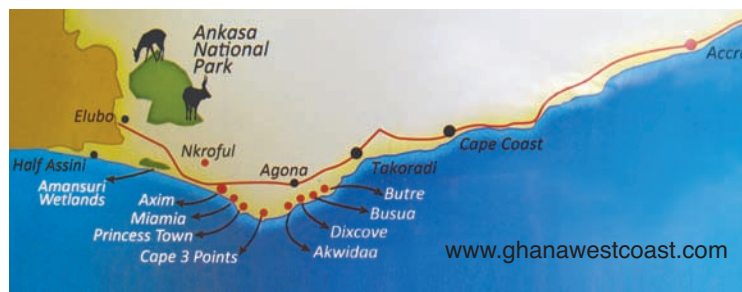 Ankasa
National
Park
Accr
Elubo
Nkroful
Half Assini
Agona
Takoradi
Cape Coast
Amansuri
Wetlands
Axim
Miamia
Princess Town
Cape 3 Points
Butre
Busua
Dixcove
Akwidaa
www.ghanawestcoast.com